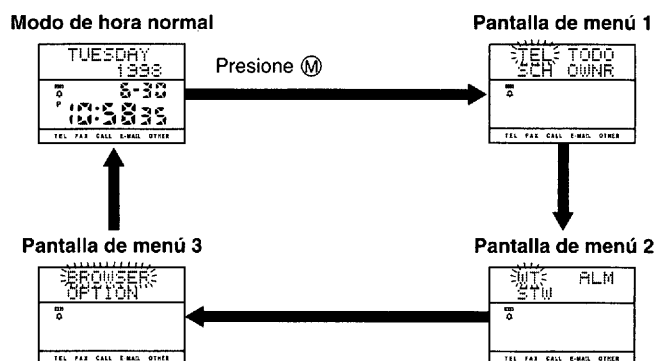 Modo de hora normal
TUESDAY
1998
6-30
P
10:58 35
TEL FAX CALL E-MAIL OTHER
Presione Ⓜ
Pantalla de menú 1
TEL TODO
SCH OWNR
TEL FAX CALL E-MAIL OTHER
Pantalla de menú 3
BROWSER
OPTION
TEL FAX CALL E-MAIL OTHER
Pantalla de menú 2
WT ALM
STW
TEL FAX CALL E-MAIL OTHER